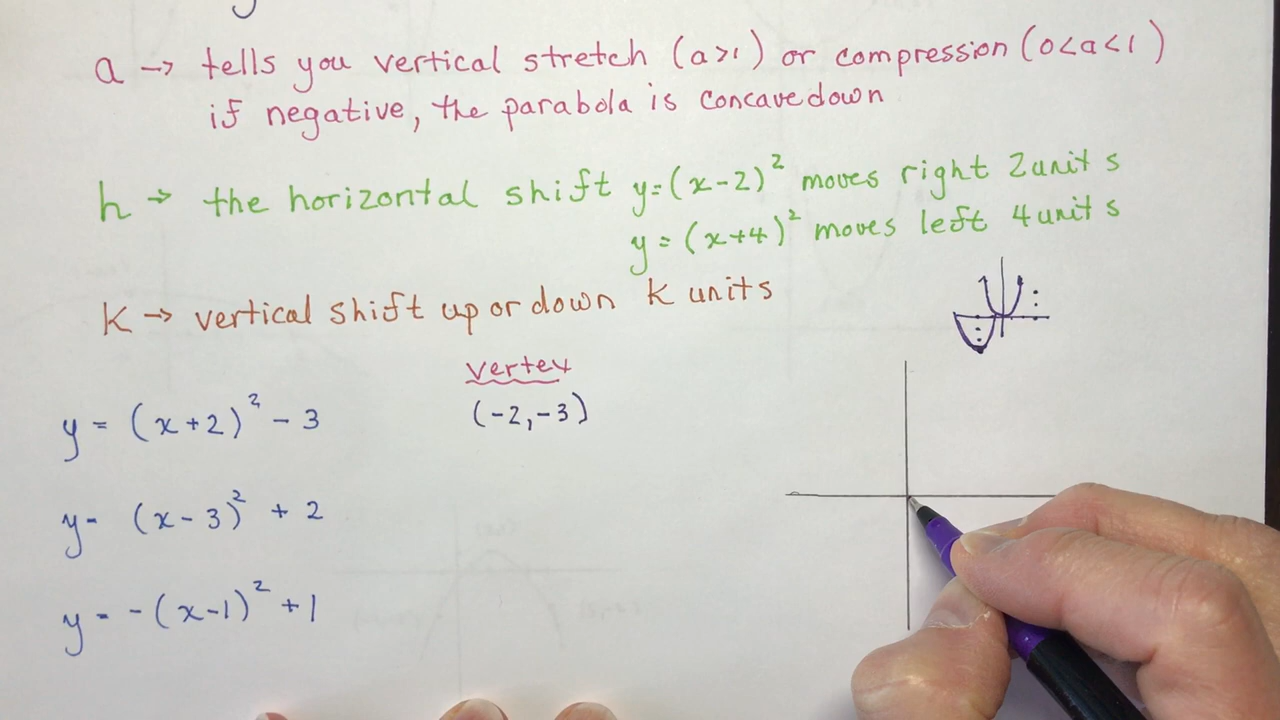 a → tells you vertical stretch (a>1) or compression (0<a<1)
if negative, the parabola is concave down
h → the horizontal shift y=(x-2)² moves right 2 units
y = (x+4)² moves left 4 units
K → vertical shift up or down K units
vertex
y = (x+2)² - 3 (-2,-3)
y= (x-3)² + 2
y = -(x-1)² +1